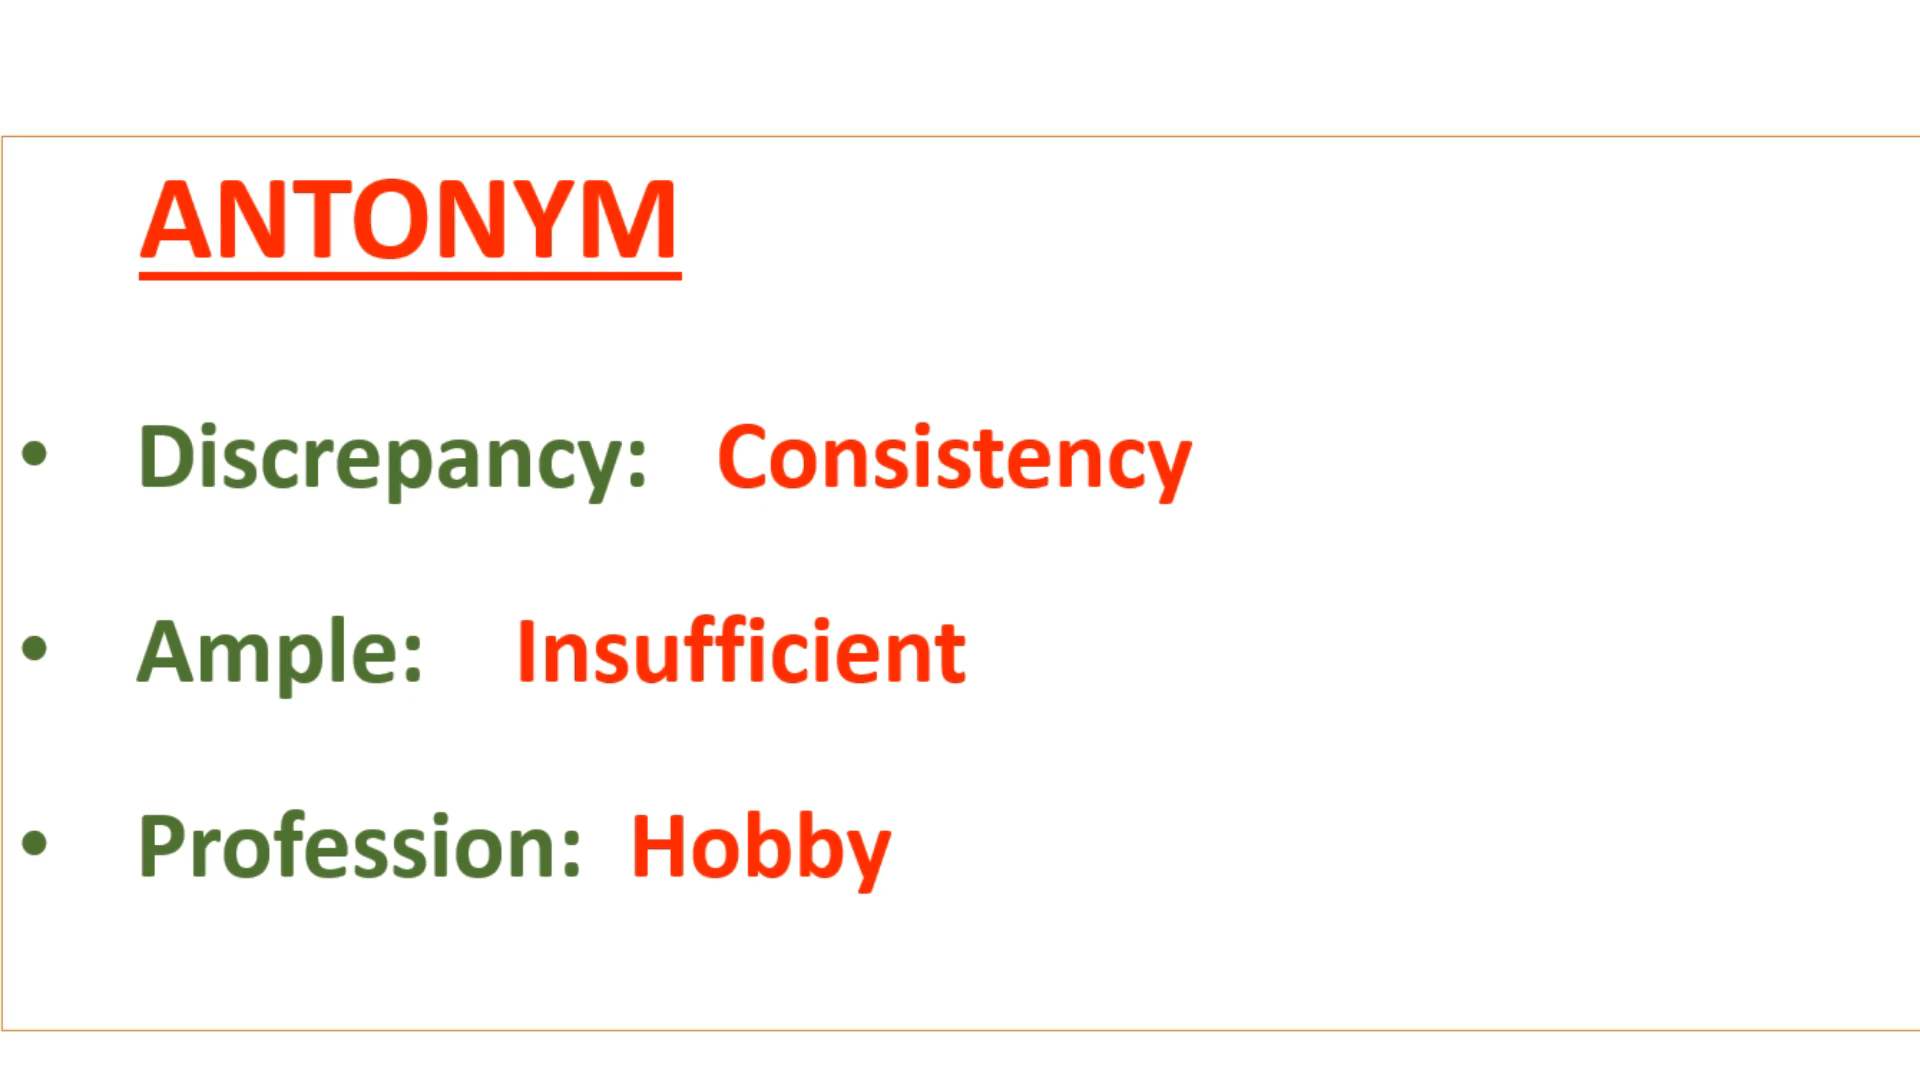 ANTONYM
• Discrepancy: Consistency
• Ample: Insufficient
• Profession: Hobby